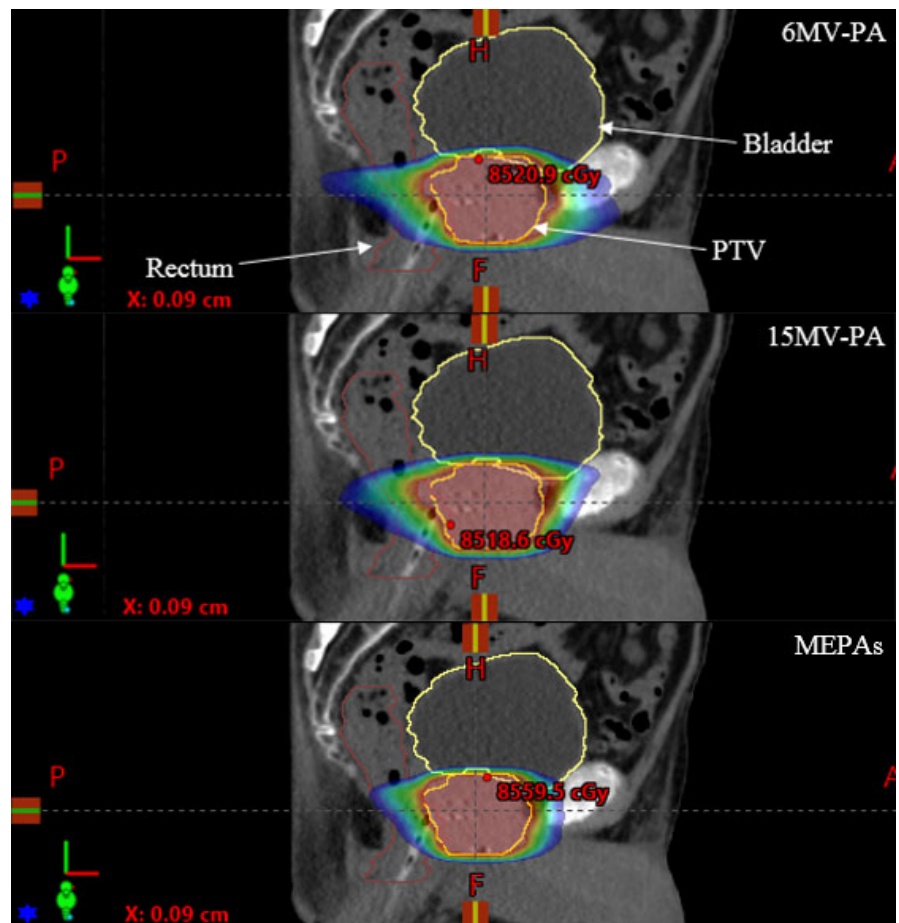 6MV-PA
H
Bladder
P
A
8520.9 cGy
PTV
Rectum
F
X: 0.09 cm
15MV-PA
H
P
A
8518.6 cGy
F
X: 0.09 cm
MEPAs
H
P
A
8559.5 cGy
F
X: 0.09 cm